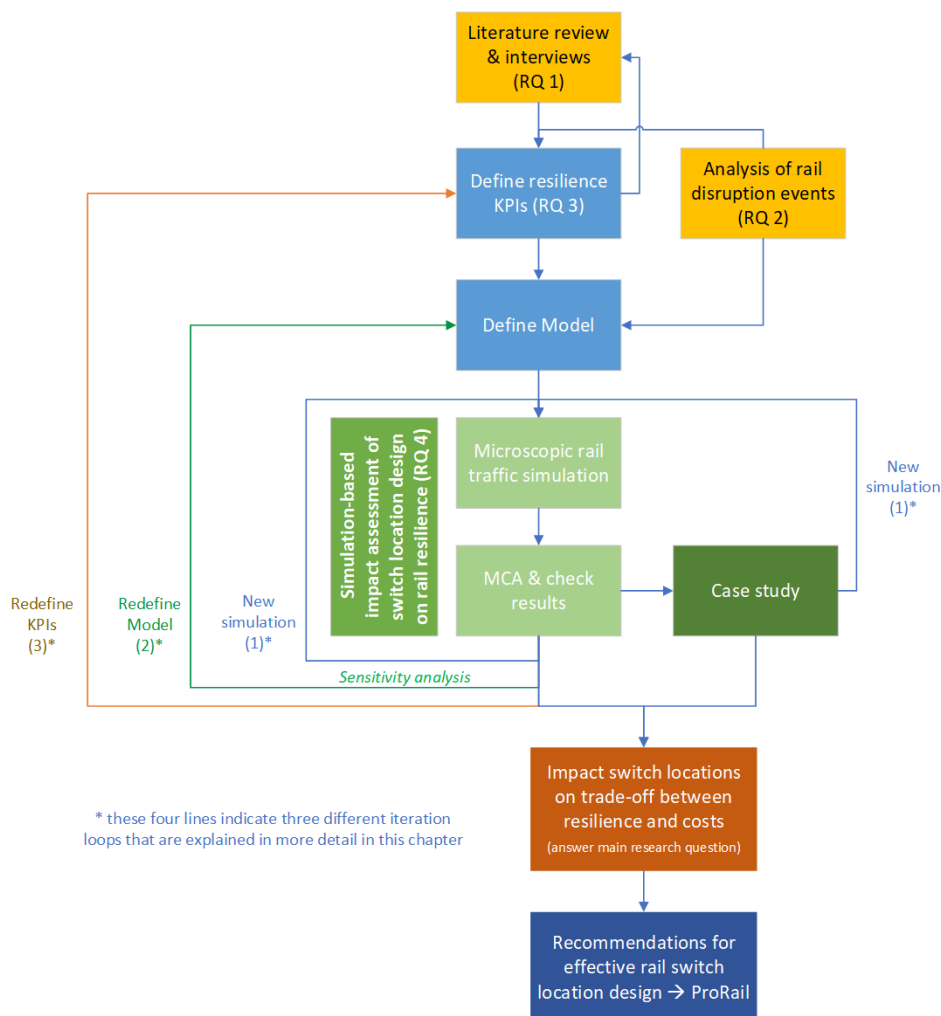 Literature review
& interviews
(RQ 1)
Define resilience
KPIs (RQ 3)
Analysis of rail
disruption events
(RQ 2)
Define Model
Simulation-based
impact assessment of
switch location design
on rail resilience (RQ 4)
Microscopic rail
traffic simulation
New
simulation
(1)*
MCA & check
results
Case study
Redefine
KPIs
(3)*
Redefine
Model
(2)*
New
simulation
(1)*
Sensitivity analysis
Impact switch locations
on trade-off between
resilience and costs
(answer main research question)
* these four lines indicate three different iteration
loops that are explained in more detail in this chapter
Recommendations for
effective rail switch
location design → ProRail